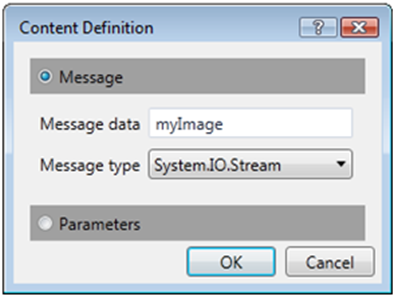 Content Definition
Message
Message data myImage
Message type System.IO.Stream
Parameters
OK Cancel